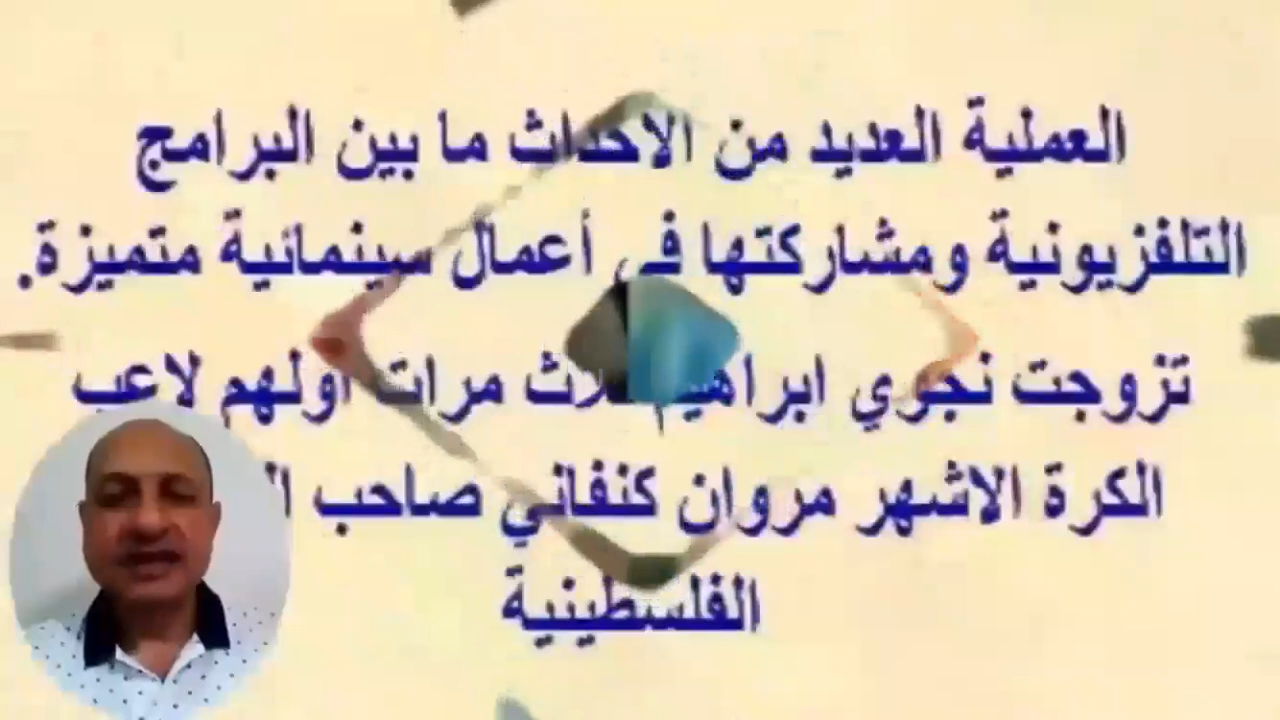 العملية العديد من الاحداث ما بين البرامج
التلفزيونية ومشاركتها في أعمال سينمائية متميزة.
تزوجت نجوي ابراهيم ثلاث مرات اولهم لاعب
الكرة الاشهر مروان كنفاني صاحب
الفلسطينية